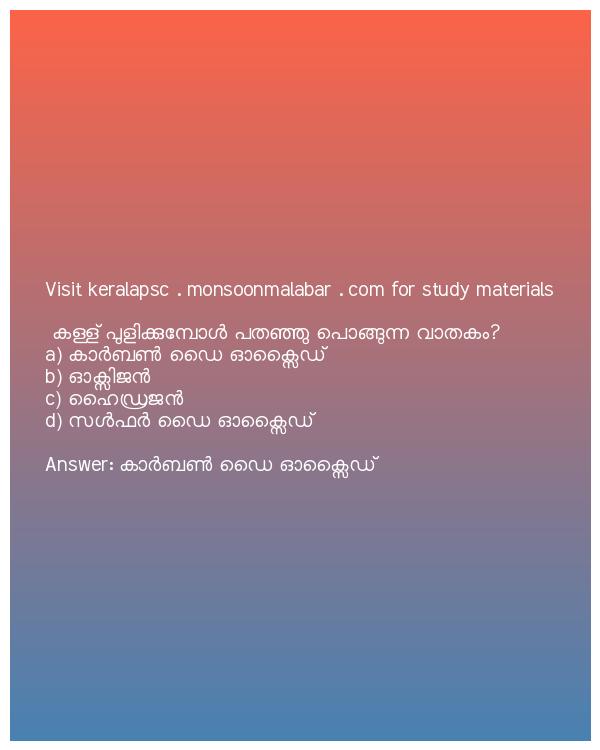 Visit keralapsc . monsoonmalabar . com for study materials
കള്ള് പുളിക്കുമ്പോൾ പതഞ്ഞു പൊങ്ങുന്ന വാതകം?
a) കാർബൺ ഡൈ ഓക്സൈഡ്
b) ഓക്സിജൻ
c) ഹൈഡ്രജൻ
d) സൾഫർ ഡൈ ഓക്സൈഡ്
Answer: കാർബൺ ഡൈ ഓക്സൈഡ്